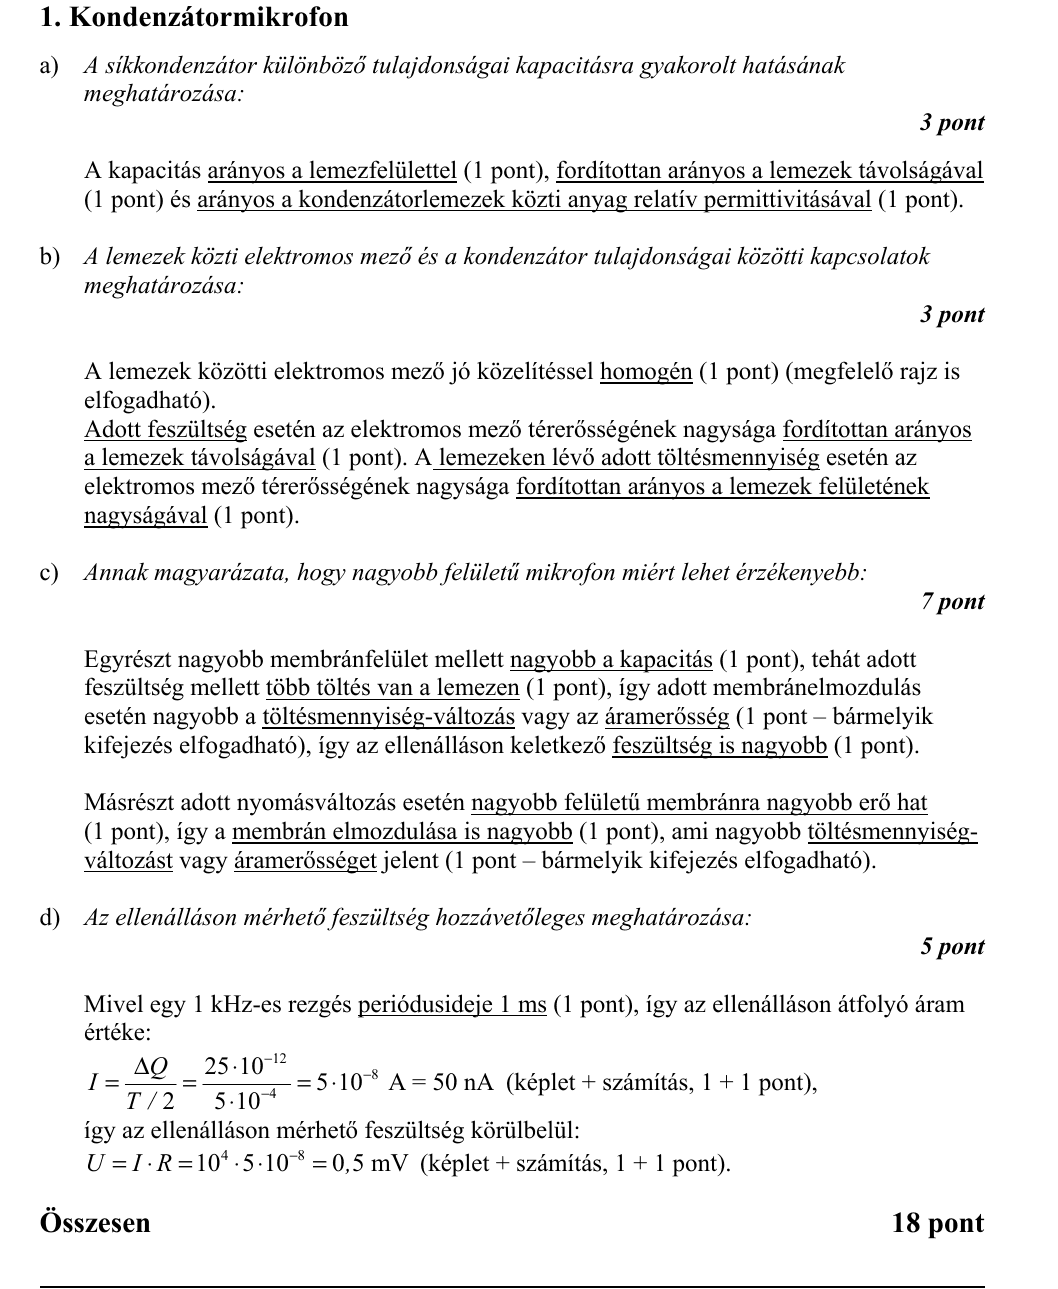 1. Kondenzátormikrofon
a) A síkkondenzátor különböző tulajdonságai kapacitásra gyakorolt hatásának
meghatározása:
3 pont
A kapacitás arányos a lemezfelülettel (1 pont), fordítottan arányos a lemezek távolságával
(1 pont) és arányos a kondenzátorlemezek közti anyag relatív permittivitásával (1 pont).
b) A lemezek közti elektromos mező és a kondenzátor tulajdonságai közötti kapcsolatok
meghatározása:
3 pont
A lemezek közötti elektromos mező jó közelítéssel homogén (1 pont) (megfelelő rajz is
elfogadható).
Adott feszültség esetén az elektromos mező térerősségének nagysága fordítottan arányos
a lemezek távolságával (1 pont). A lemezeken lévő adott töltésmennyiség esetén az
elektromos mező térerősségének nagysága fordítottan arányos a lemezek felületének
nagyságával (1 pont).
c) Annak magyarázata, hogy nagyobb felületű mikrofon miért lehet érzékenyebb:
7 pont
Egyrészt nagyobb membránfelület mellett nagyobb a kapacitás (1 pont), tehát adott
feszültség mellett több töltés van a lemezen (1 pont), így adott membránelmozdulás
esetén nagyobb a töltésmennyiség-változás vagy az áramerősség (1 pont – bármelyik
kifejezés elfogadható), így az ellenálláson keletkező feszültség is nagyobb (1 pont).
Másrészt adott nyomásváltozás esetén nagyobb felületű membránra nagyobb erő hat
(1 pont), így a membrán elmozdulása is nagyobb (1 pont), ami nagyobb töltésmennyiség-
változást vagy áramerősséget jelent (1 pont – bármelyik kifejezés elfogadható).
d) Az ellenálláson mérhető feszültség hozzávetőleges meghatározása:
5 pont
Mivel egy 1 kHz-es rezgés periódusideje 1 ms (1 pont), így az ellenálláson átfolyó áram
értéke:
I = ΔQ / (T / 2) = 25·10⁻¹² / 5·10⁻⁴ = 5·10⁻⁸ A = 50 nA (képlet + számítás, 1 + 1 pont),
így az ellenálláson mérhető feszültség körülbelül:
U = I · R = 10⁴ · 5·10⁻⁸ = 0,5 mV (képlet + számítás, 1 + 1 pont).
Összesen 18 pont